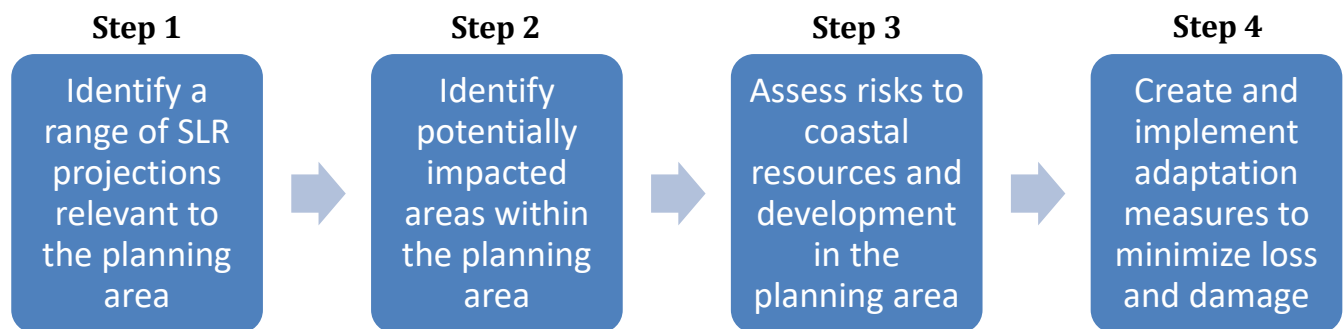 Step 1
Identify a
range of SLR
projections
relevant to
the planning
area
Step 2
Identify
potentially
impacted
areas within
the planning
area
Step 3
Assess risks to
coastal
resources and
development
in the
planning area
Step 4
Create and
implement
adaptation
measures to
minimize loss
and damage